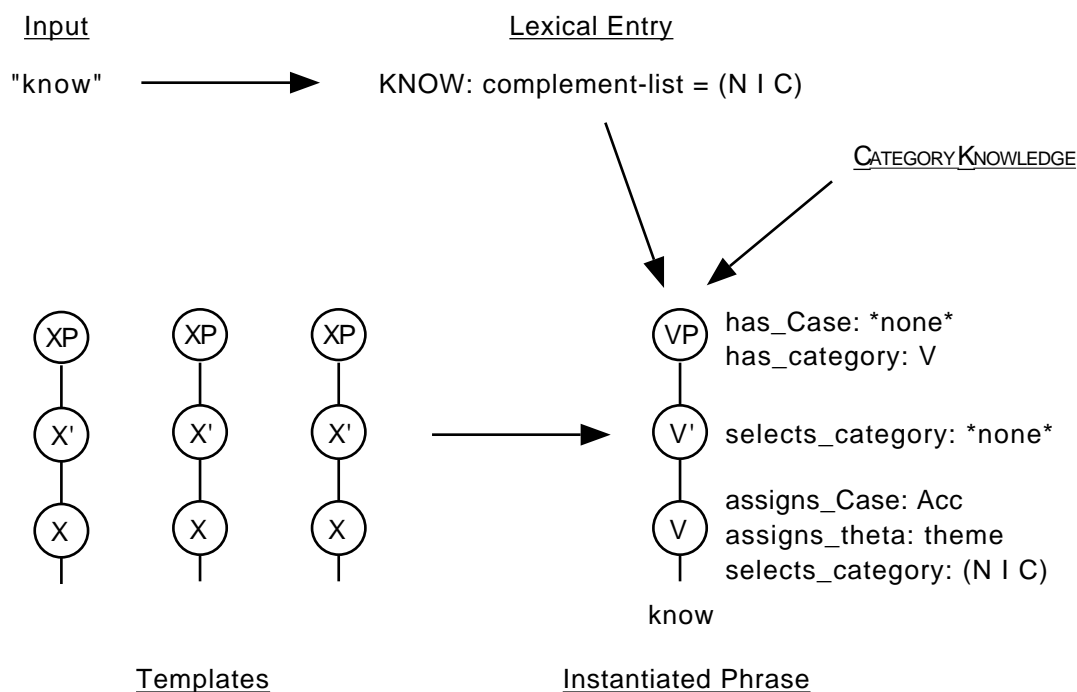 Input
Lexical Entry
"know"
KNOW: complement-list = (N I C)
CATEGORY KNOWLEDGE
XP XP XP
VP
has_Case: *none*
has_category: V
X' X' X'
V'
selects_category: *none*
X X X
V
assigns_Case: Acc
assigns_theta: theme
selects_category: (N I C)
know
Templates
Instantiated Phrase